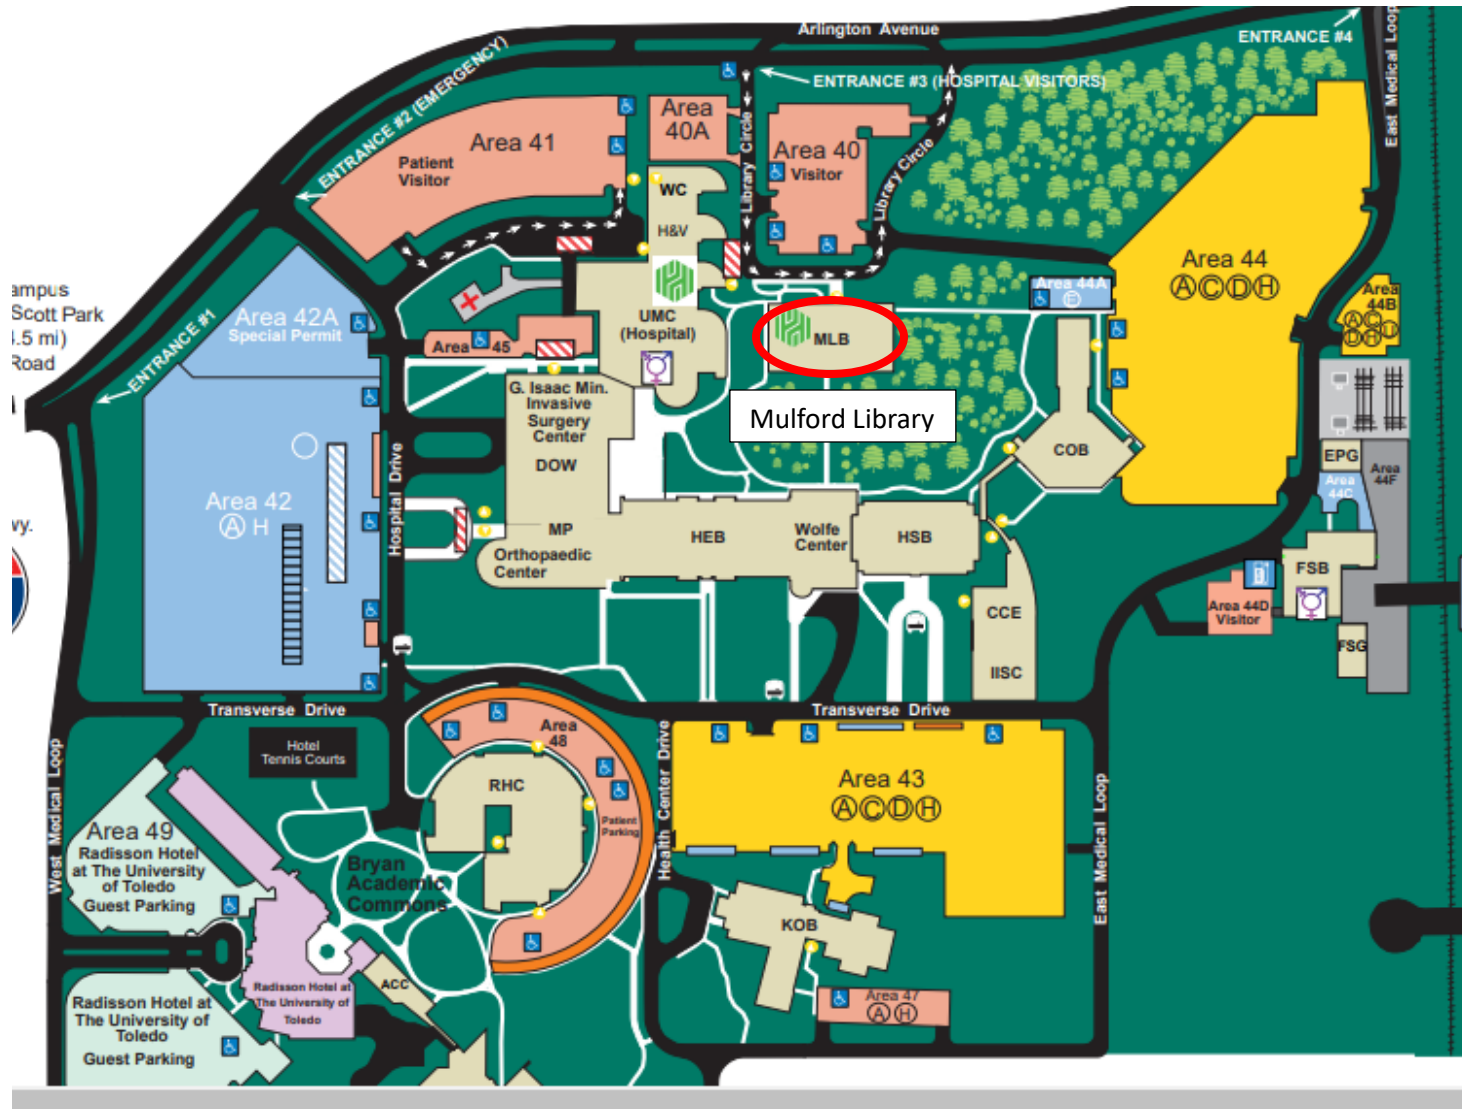 Arlington Avenue
ENTRANCE #4
ENTRANCE #3 (HOSPITAL VISITORS)
East Medical Loop
ENTRANCE #2 (EMERGENCY)
Area
40A
Area 41
Patient
Visitor
Library Circle
Area 40
Visitor
Library Circle
WC
H&V
Area 44
A C D H
Area 44A
E
Area
44B
A C
D H U
ampus
Scott Park
4.5 mi)
Road
ENTRANCE #1
Area 42A
Special Permit
UMC
(Hospital)
MLB
Area 45
Mulford Library
G. Isaac Min.
Invasive
Surgery
Center
DOW
COB
EPG
Area
44C
Area
44F
Hospital Drive
Area 42
A H
vy.
MP
Orthopaedic
Center
HEB
Wolfe
Center
HSB
FSB
CCE
Area 44D
Visitor
FSG
IISC
Transverse Drive
Transverse Drive
West Medical Loop
Hotel
Tennis Courts
Area
48
RHC
Patient
Parking
Health Center Drive
Area 43
A C D H
East Medical Loop
Area 49
Radisson Hotel
at The University
of Toledo
Guest Parking
Bryan
Academic
Commons
KOB
ACC
Radisson Hotel at
The University of
Toledo
Area 47
A H
Radisson Hotel at
The University of
Toledo
Guest Parking